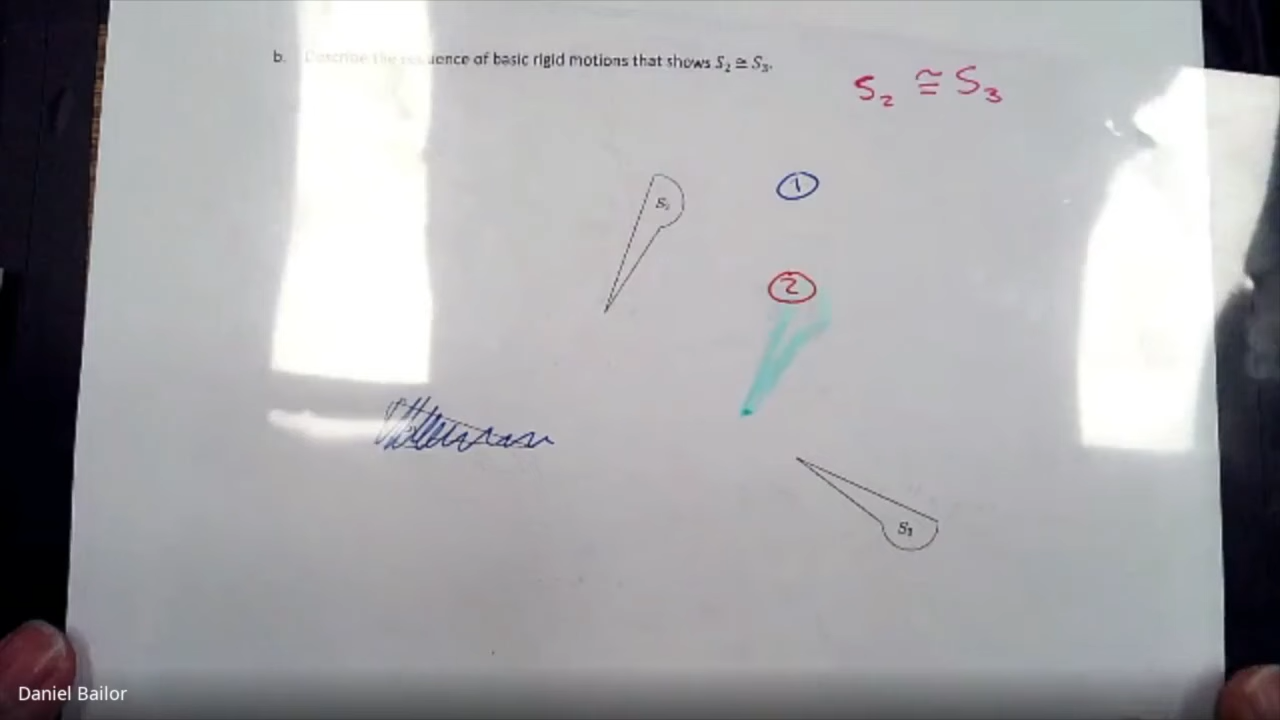 b. Describe the sequence of basic rigid motions that shows S₂ ≅ S₃.
S₂ ≅ S₃
1
S₂
2
S₃
Daniel Bailor